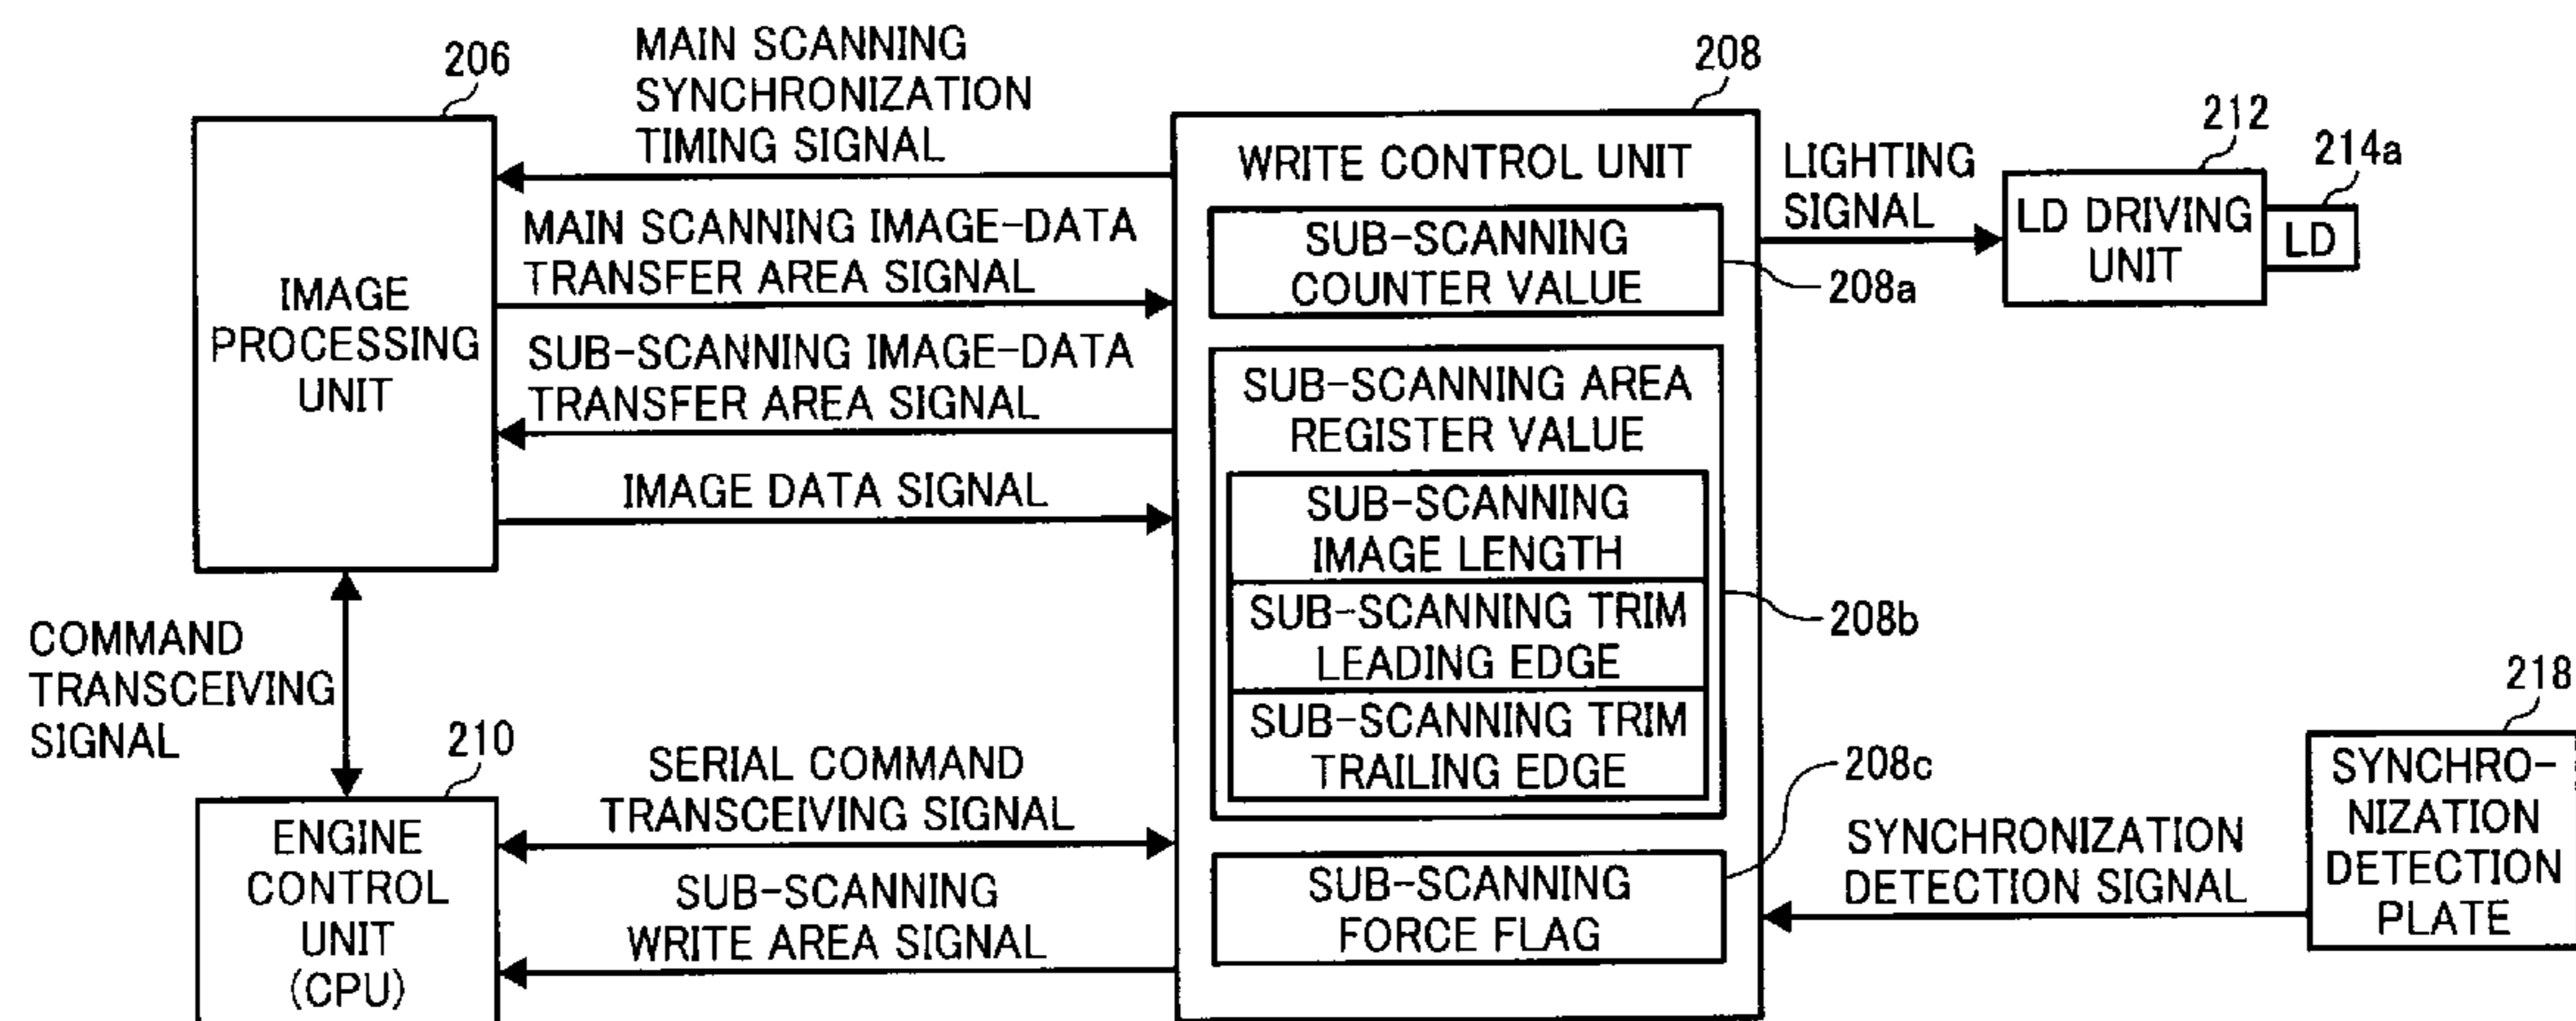 206
MAIN SCANNING
SYNCHRONIZATION
TIMING SIGNAL
208
212
214a
IMAGE
PROCESSING
UNIT
MAIN SCANNING IMAGE-DATA
TRANSFER AREA SIGNAL
SUB-SCANNING IMAGE-DATA
TRANSFER AREA SIGNAL
IMAGE DATA SIGNAL
WRITE CONTROL UNIT
SUB-SCANNING
COUNTER VALUE
208a
LIGHTING
SIGNAL
LD DRIVING
UNIT
LD
SUB-SCANNING AREA
REGISTER VALUE
SUB-SCANNING
IMAGE LENGTH
SUB-SCANNING TRIM
LEADING EDGE
SUB-SCANNING TRIM
TRAILING EDGE
208b
COMMAND
TRANSCEIVING
SIGNAL
210
ENGINE
CONTROL
UNIT
(CPU)
SERIAL COMMAND
TRANSCEIVING SIGNAL
SUB-SCANNING
WRITE AREA SIGNAL
208c
SUB-SCANNING
FORCE FLAG
SYNCHRONIZATION
DETECTION SIGNAL
218
SYNCHRO-
NIZATION
DETECTION
PLATE